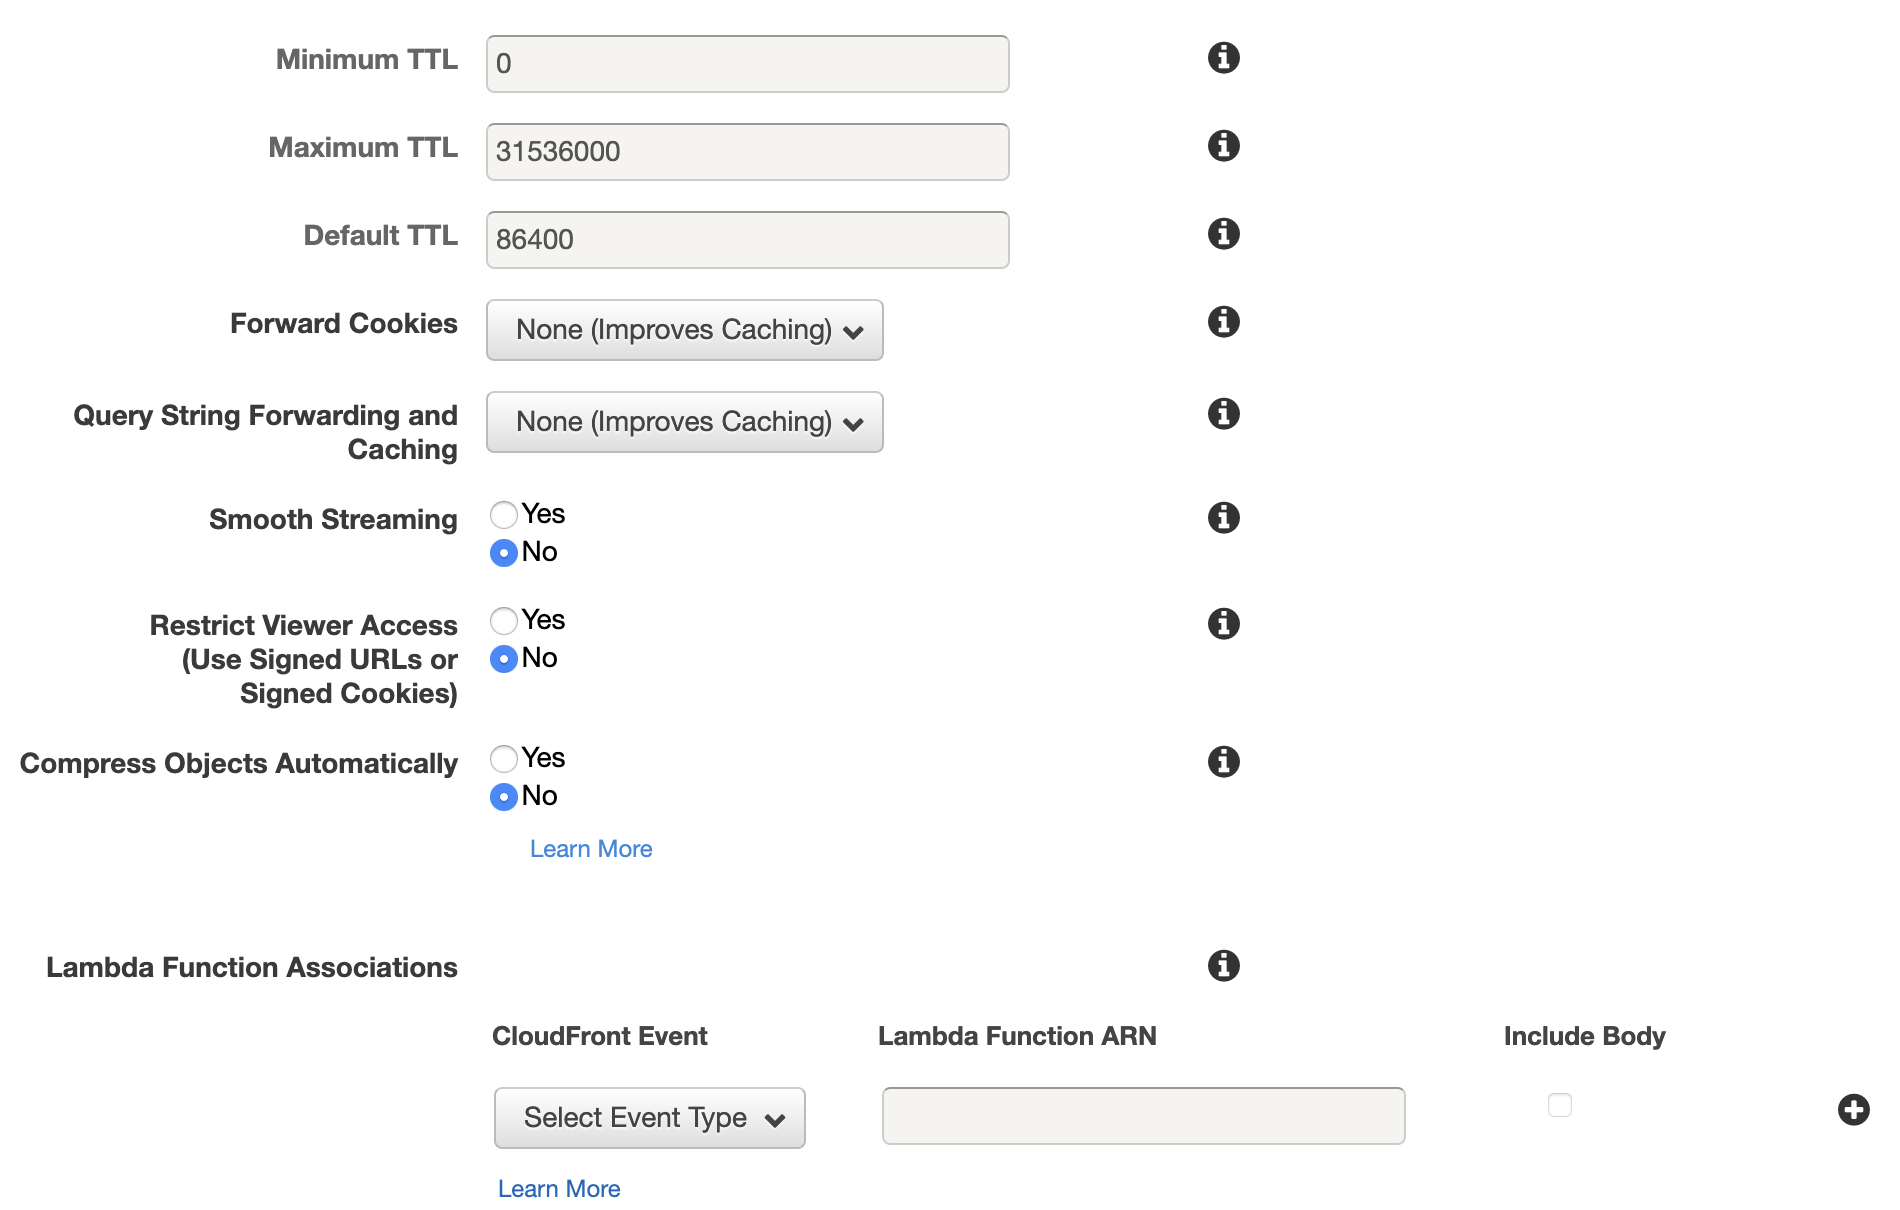 Minimum TTL
0
Maximum TTL
31536000
Default TTL
86400
Forward Cookies
None (Improves Caching)
Query String Forwarding and
Caching
None (Improves Caching)
Smooth Streaming
Yes
No
Restrict Viewer Access
(Use Signed URLs or
Signed Cookies)
Yes
No
Compress Objects Automatically
Yes
No
Learn More
Lambda Function Associations
CloudFront Event
Lambda Function ARN
Include Body
Select Event Type
Learn More